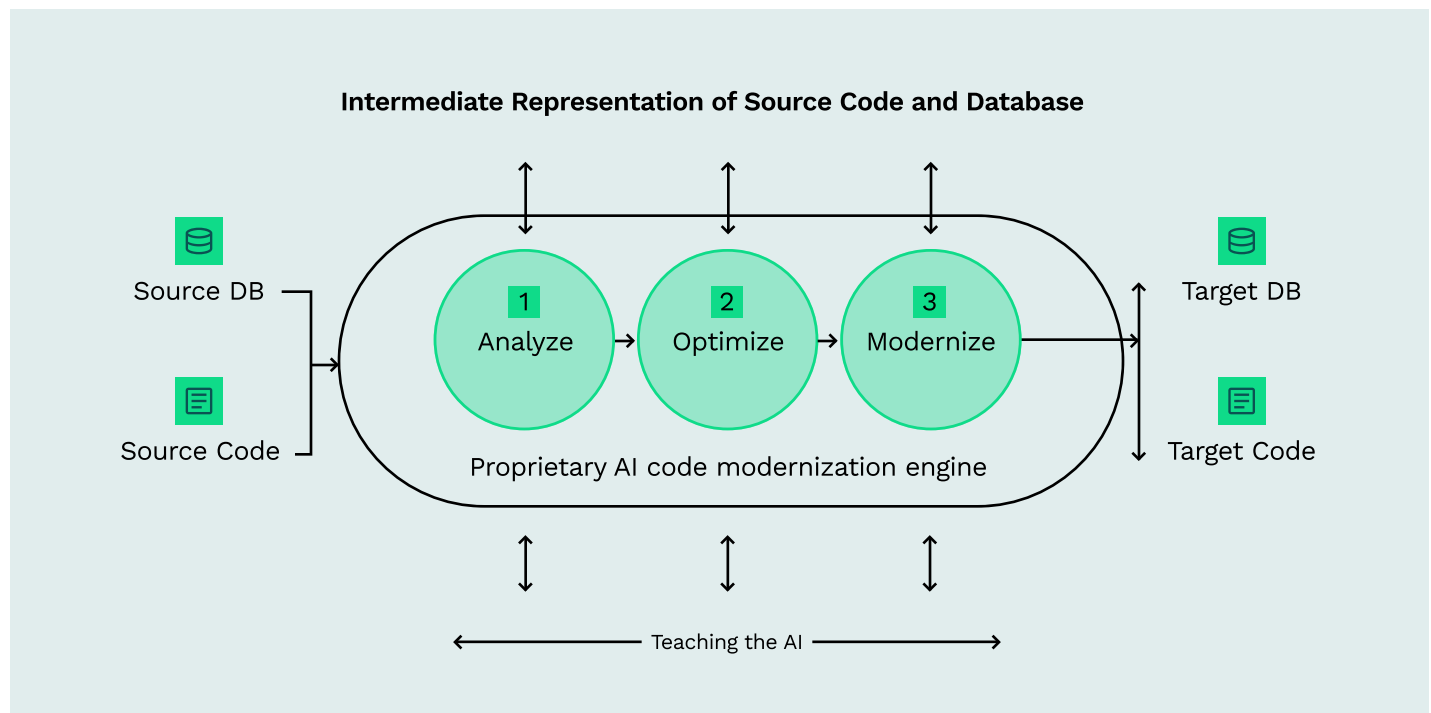 Intermediate Representation of Source Code and Database
Source DB
Source Code
1
Analyze
2
Optimize
3
Modernize
Proprietary AI code modernization engine
Target DB
Target Code
Teaching the AI